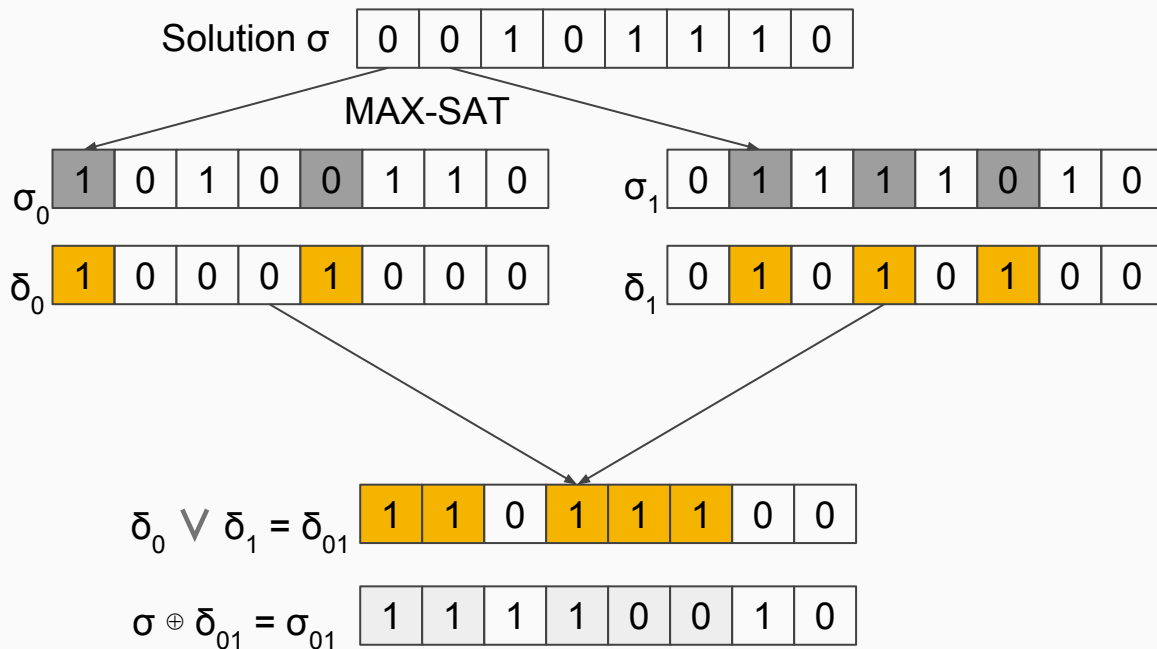 Solution σ 0 0 1 0 1 1 1 0
MAX-SAT
σ0 1 0 1 0 0 1 1 0
σ1 0 1 1 1 1 0 1 0
δ0 1 0 0 0 1 0 0 0
δ1 0 1 0 1 0 1 0 0
δ0 ∨ δ1 = δ01 1 1 0 1 1 1 0 0
σ ⊕ δ01 = σ01 1 1 1 1 0 0 1 0